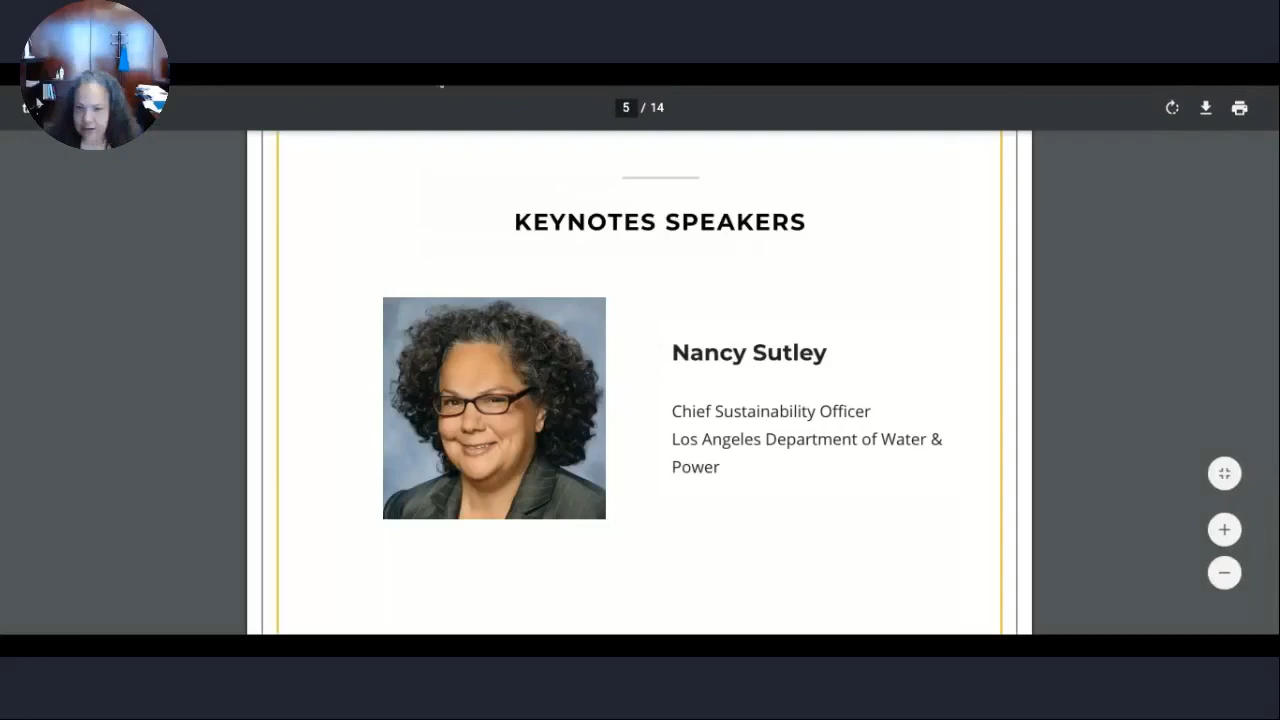 5 / 14
KEYNOTES SPEAKERS
Nancy Sutley
Chief Sustainability Officer
Los Angeles Department of Water &
Power